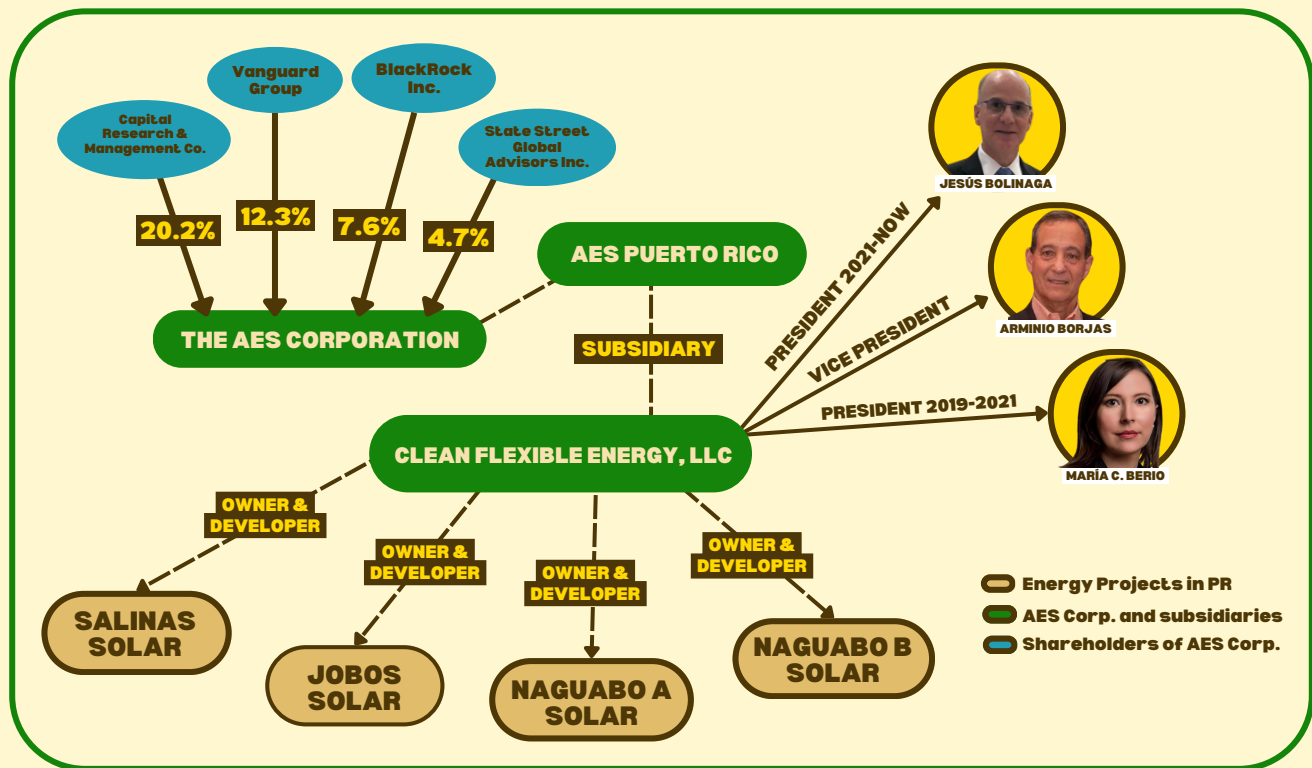 Capital
Research &
Management Co.
Vanguard
Group
BlackRock
Inc.
State Street
Global
Advisors Inc.
20.2%
12.3%
7.6%
4.7%
THE AES CORPORATION
AES PUERTO RICO
SUBSIDIARY
CLEAN FLEXIBLE ENERGY, LLC
PRESIDENT 2021-NOW
JESÚS BOLINAGA
VICE PRESIDENT
ARMINIO BORJAS
PRESIDENT 2019-2021
MARÍA C. BERIO
OWNER &
DEVELOPER
OWNER &
DEVELOPER
OWNER &
DEVELOPER
OWNER &
DEVELOPER
SALINAS
SOLAR
JOBOS
SOLAR
NAGUABO A
SOLAR
NAGUABO B
SOLAR
Energy Projects in PR
AES Corp. and subsidiaries
Shareholders of AES Corp.